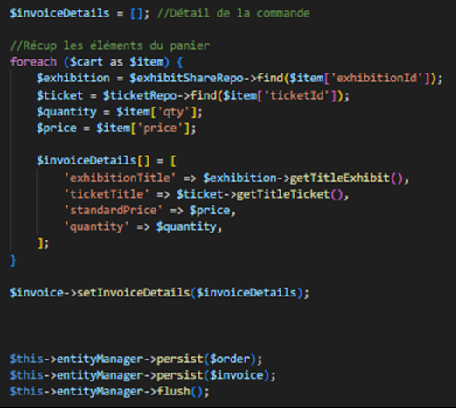 $invoiceDetails = []; //Détail de la commande
//Récup les éléments du panier
foreach ($cart as $item) {
$exhibition = $exhibitShareRepo->find($item['exhibitionId']);
$ticket = $ticketRepo->find($item['ticketId']);
$quantity = $item['qty'];
$price = $item['price'];
$invoiceDetails[] = [
'exhibitionTitle' => $exhibition->getTitleExhibit(),
'ticketTitle' => $ticket->getTitleTicket(),
'standardPrice' => $price,
'quantity' => $quantity,
];
}
$invoice->setInvoiceDetails($invoiceDetails);
$this->entityManager->persist($order);
$this->entityManager->persist($invoice);
$this->entityManager->flush();